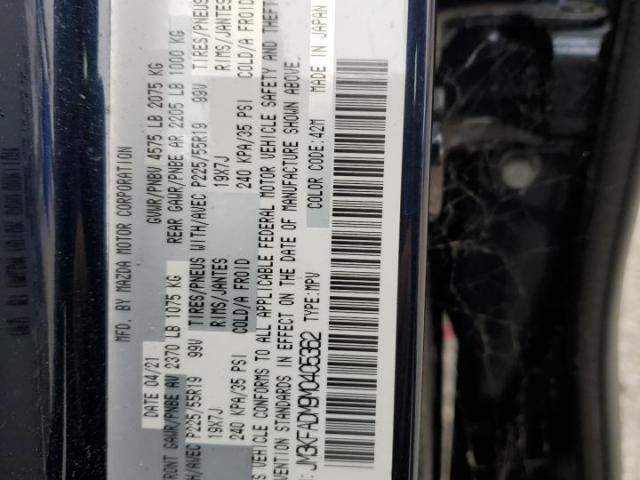 MFD. BY MAZDA MOTOR CORPORATION
DATE 04/21 GVWR/PNBV 4575 LB 2075 KG
FRONT GAWR/PNBE AV 2370 LB 1075 KG REAR GAWR/PNBE AR 2205 LB 1000 KG
WITH/AVEC P225/55R19 99V TIRES/PNEUS WITH/AVEC P225/55R19 99V TIRES/PNEUS
19X7J RIMS/JANTES 19X7J RIMS/JANTES
240 KPA/35 PSI COLD/A FROID 240 KPA/35 PSI COLD/A FROID
VEHICLE CONFORMS TO ALL APPLICABLE FEDERAL MOTOR VEHICLE SAFETY AND THEFT
STANDARDS IN EFFECT ON THE DATE OF MANUFACTURE SHOWN ABOVE.
JM3KFADM9M0405362 TYPE:MPV COLOR CODE:42M MADE IN JAPAN